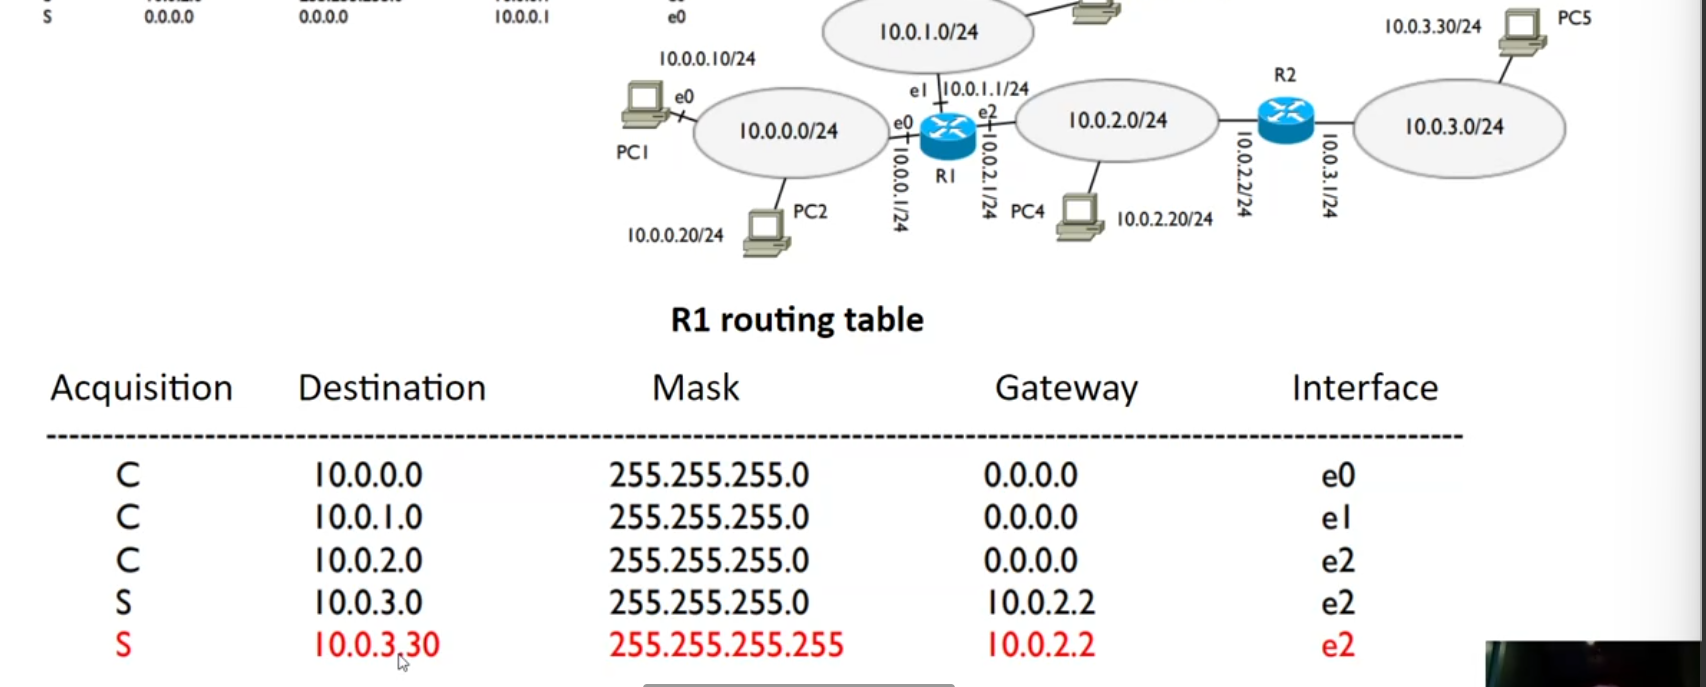 S 0.0.0.0 0.0.0.0 10.0.0.1 e0
10.0.1.0/24
10.0.3.30/24
PC5
10.0.0.10/24
R2
e1 10.0.1.1/24
e0
e2
10.0.0.0/24
e0
10.0.2.0/24
10.0.3.0/24
PC1
R1
10.0.0.1/24
10.0.2.1/24
10.0.2.2/24
10.0.3.1/24
PC2
PC4
10.0.2.20/24
10.0.0.20/24
R1 routing table
Acquisition Destination Mask Gateway Interface
C 10.0.0.0 255.255.255.0 0.0.0.0 e0
C 10.0.1.0 255.255.255.0 0.0.0.0 e1
C 10.0.2.0 255.255.255.0 0.0.0.0 e2
S 10.0.3.0 255.255.255.0 10.0.2.2 e2
S 10.0.3.30 255.255.255.255 10.0.2.2 e2